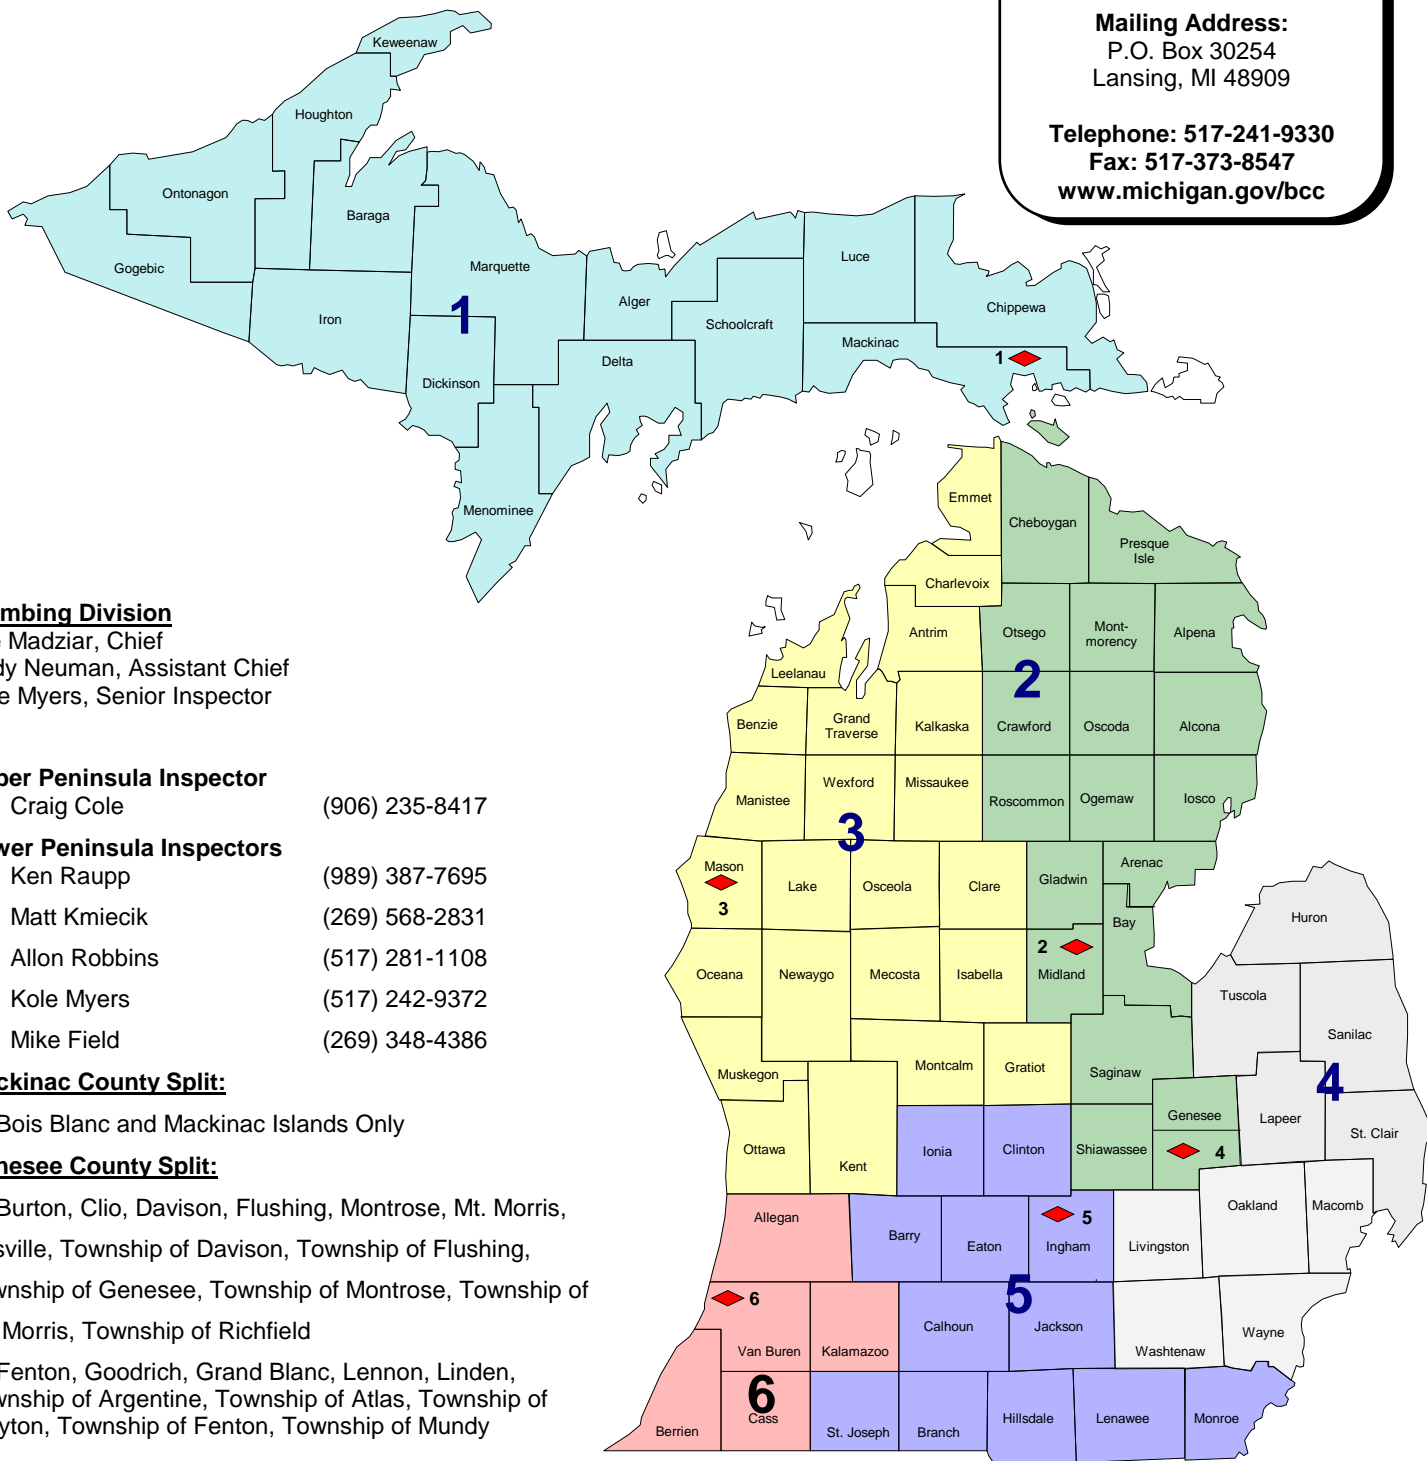 Mailing Address:
P.O. Box 30254
Lansing, MI 48909
Telephone: 517-241-9330
Fax: 517-373-8547
www.michigan.gov/bcc
Keweenaw
Houghton
Ontonagon
Baraga
Gogebic
Marquette
Iron
1
Dickinson
Alger
Delta
Schoolcraft
Luce
Mackinac
Chippewa
1
Menominee
Emmet
Cheboygan
Presque
Isle
Charlevoix
Antrim
Otsego
Mont-
morency
Alpena
Leelanau
2
Benzie
Grand
Traverse
Kalkaska
Crawford
Oscoda
Alcona
Manistee
Wexford
Missaukee
Roscommon
Ogemaw
Iosco
3
Mason
3
Lake
Osceola
Clare
Gladwin
Arenac
Bay
Huron
Oceana
Newaygo
Mecosta
Isabella
2
Midland
Tuscola
Sanilac
Muskegon
Montcalm
Gratiot
Saginaw
4
Genesee
Lapeer
St. Clair
Ottawa
Kent
Ionia
Clinton
Shiawassee
4
Allegan
Barry
Eaton
5
Ingham
Livingston
Oakland
Macomb
6
5
Van Buren
Kalamazoo
Calhoun
Jackson
Washtenaw
Wayne
6
Berrien
Cass
St. Joseph
Branch
Hillsdale
Lenawee
Monroe
mbing Division
Madziar, Chief
dy Neuman, Assistant Chief
e Myers, Senior Inspector
per Peninsula Inspector
Craig Cole (906) 235-8417
wer Peninsula Inspectors
Ken Raupp (989) 387-7695
Matt Kmiecik (269) 568-2831
Allon Robbins (517) 281-1108
Kole Myers (517) 242-9372
Mike Field (269) 348-4386
ckinac County Split:
Bois Blanc and Mackinac Islands Only
nesee County Split:
Burton, Clio, Davison, Flushing, Montrose, Mt. Morris,
sville, Township of Davison, Township of Flushing,
wnship of Genesee, Township of Montrose, Township of
Morris, Township of Richfield
Fenton, Goodrich, Grand Blanc, Lennon, Linden,
wnship of Argentine, Township of Atlas, Township of
yton, Township of Fenton, Township of Mundy